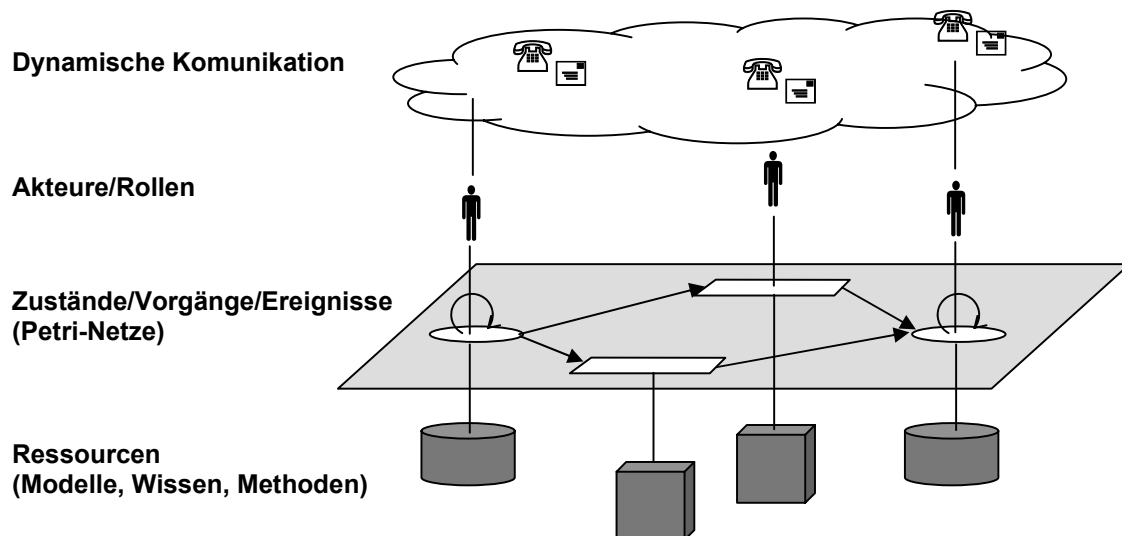 Dynamische Komunikation
Akteure/Rollen
Zustände/Vorgänge/Ereignisse
(Petri-Netze)
Ressourcen
(Modelle, Wissen, Methoden)